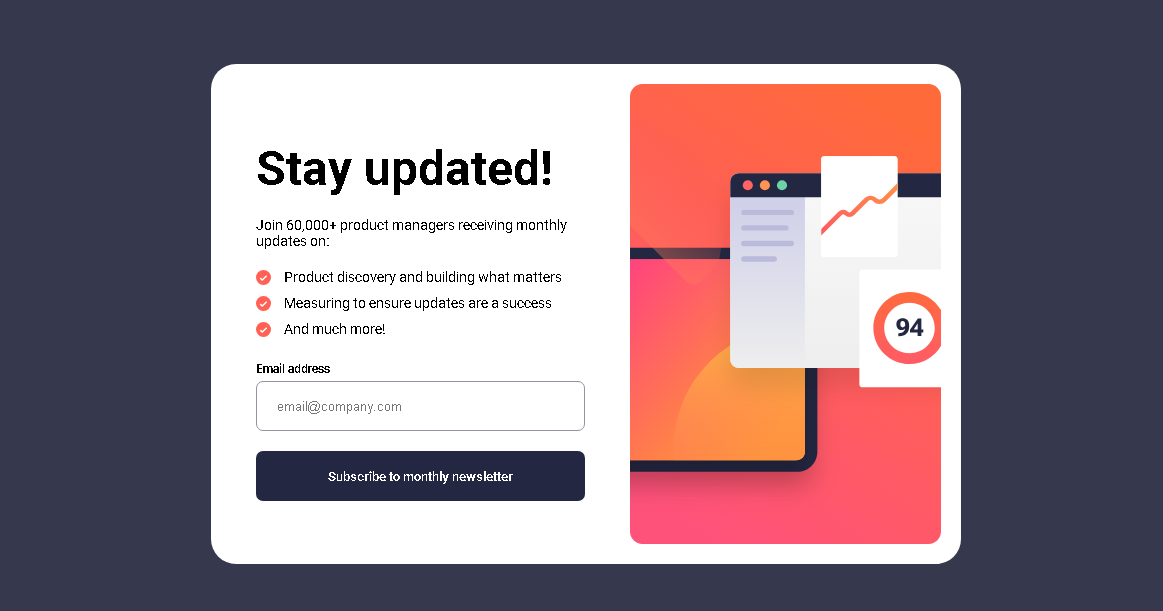 Stay updated!
Join 60,000+ product managers receiving monthly
updates on:
Product discovery and building what matters
Measuring to ensure updates are a success
And much more!
Email address
email@company.com
Subscribe to monthly newsletter
94